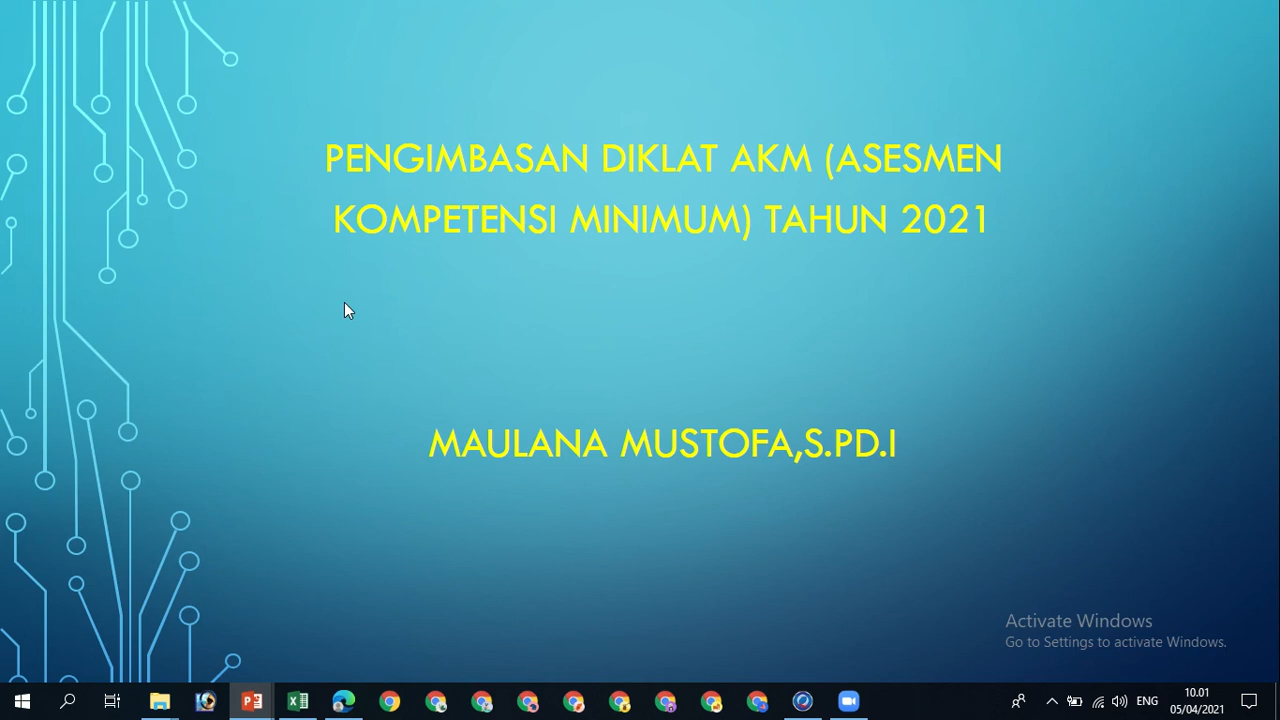 PENGIMBASAN DIKLAT AKM (ASESMEN
KOMPETENSI MINIMUM) TAHUN 2021
MAULANA MUSTOFA,S.PD.I
Activate Windows
Go to Settings to activate Windows.
ENG
10.01
05/04/2021